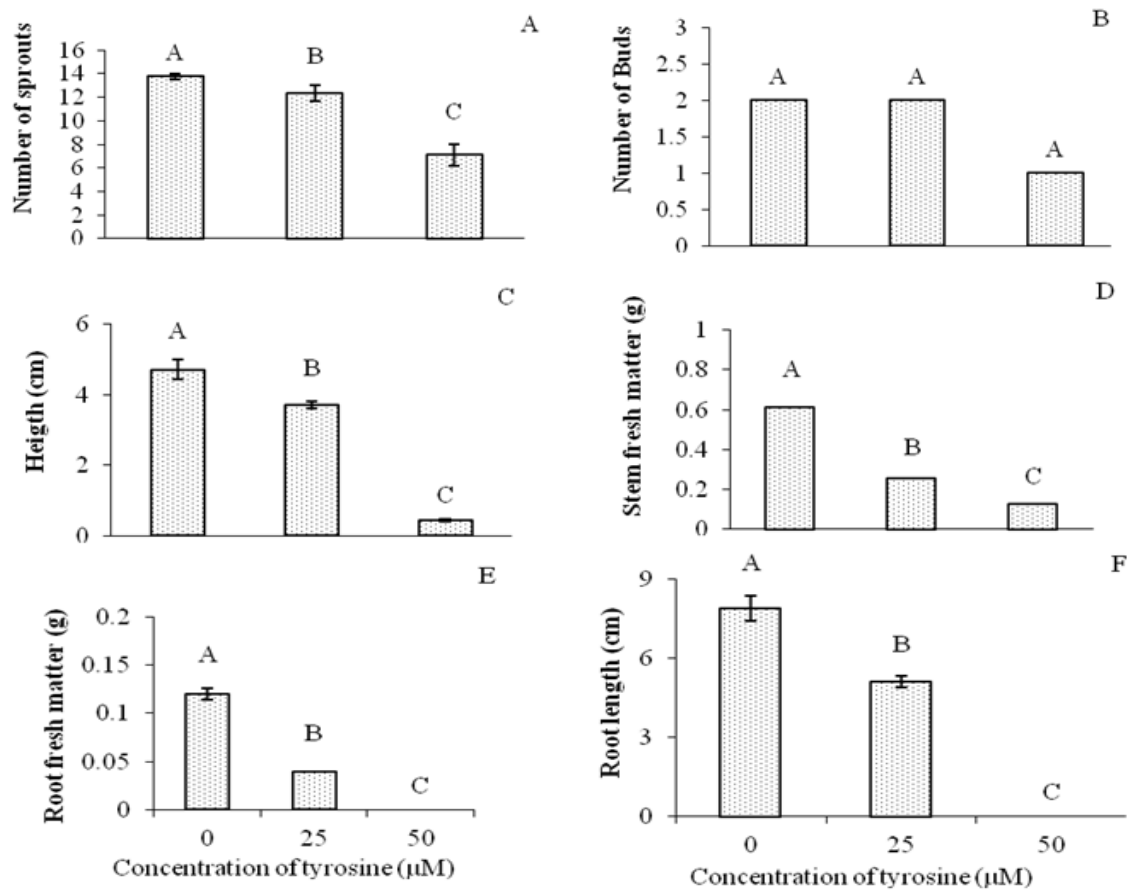 A
Number of sprouts
16
14
12
10
8
6
4
2
0
A
B
C
B
Number of Buds
3
2.5
2
1.5
1
0.5
0
A
A
A
C
Heigth (cm)
6
4
2
0
A
B
C
D
Stem fresh matter (g)
1
0.8
0.6
0.4
0.2
0
A
B
C
E
Root fresh matter (g)
0.2
0.15
0.1
0.05
0
A
B
C
0 25 50
Concentration of tyrosine (μM)
F
Root length (cm)
9
6
3
0
A
B
C
0 25 50
Concentration of tyrosine (μM)